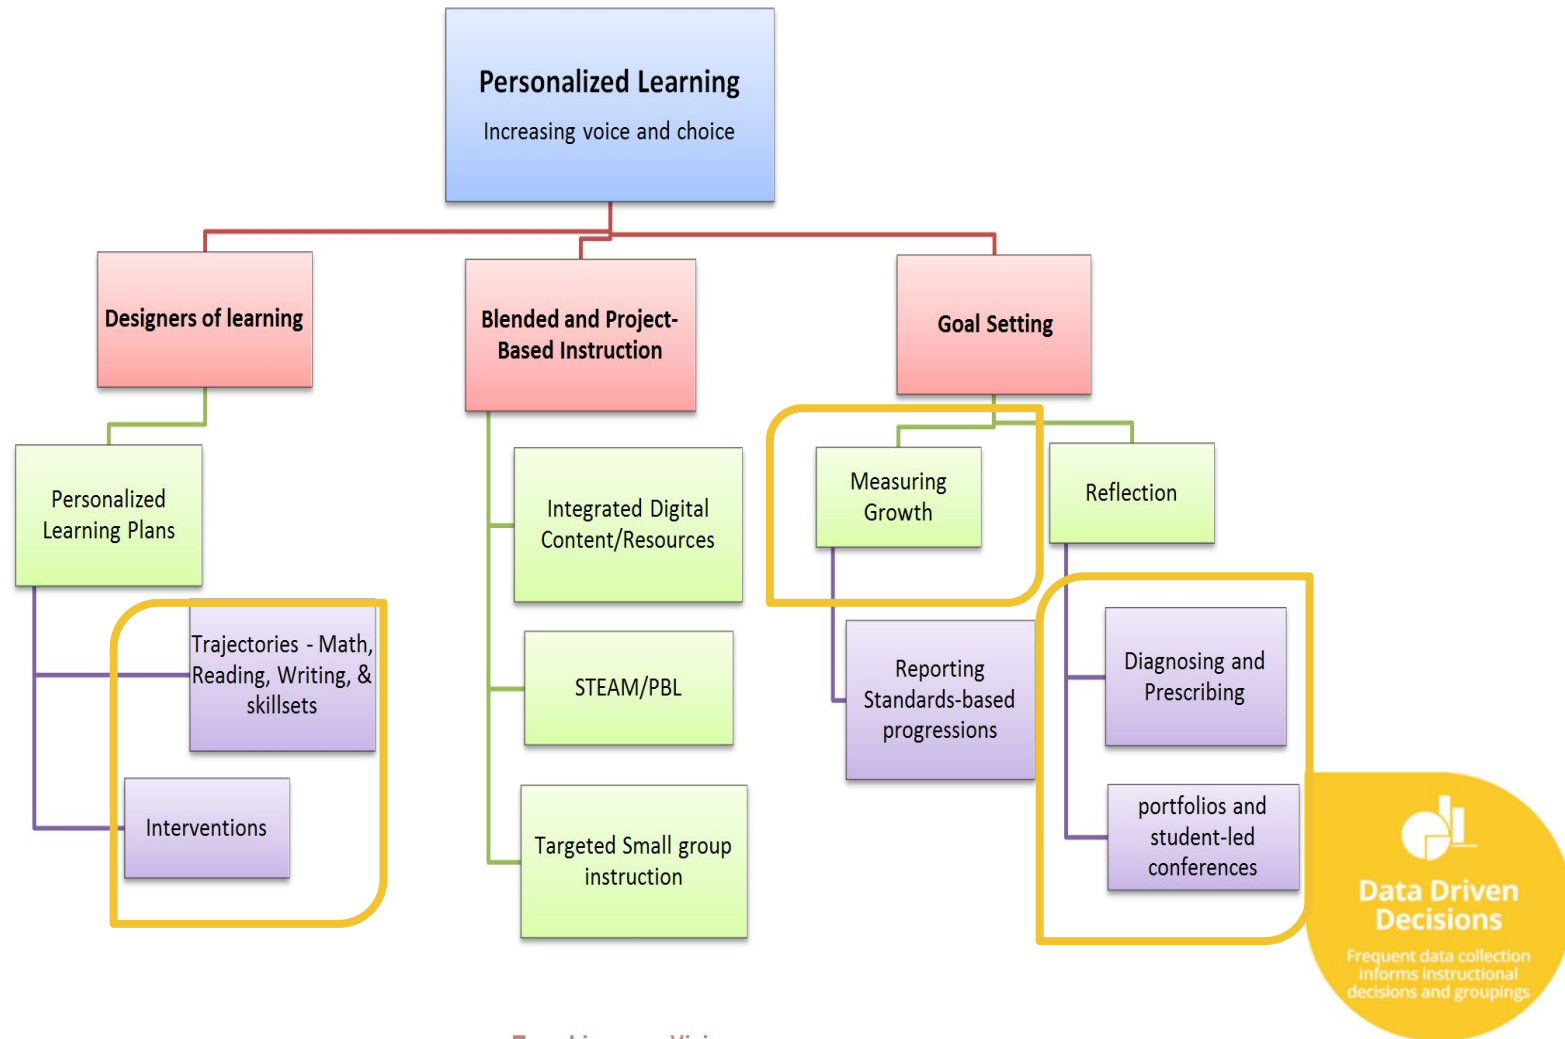 Personalized Learning
Increasing voice and choice
Designers of learning
Blended and Project-
Based Instruction
Goal Setting
Personalized
Learning Plans
Trajectories - Math,
Reading, Writing, &
skillsets
Interventions
Integrated Digital
Content/Resources
STEAM/PBL
Targeted Small group
instruction
Measuring
Growth
Reporting
Standards-based
progressions
Reflection
Diagnosing and
Prescribing
portfolios and
student-led
conferences
Data Driven
Decisions
Frequent data collection
informs instructional
decisions and groupings